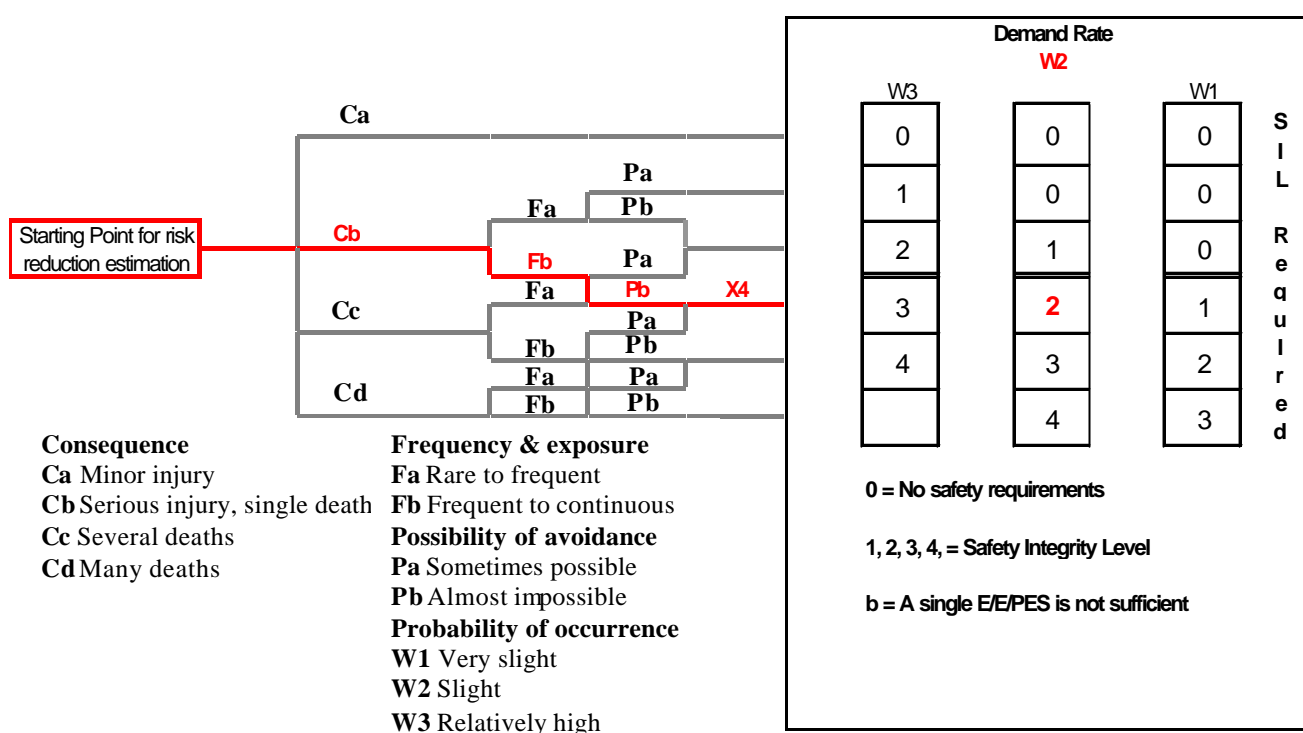 Demand Rate
W2
W3 W1
Ca
0 0 0
Pa
1 0 0
Fa Pb
Starting Point for risk
reduction estimation
Cb
2 1 0
Fb Pa
Fa Pb X4
3 2 1
Cc
Pa
Fb Pb
4 3 2
Fa Pa
Cd
Fb Pb
4 3
S
I
L
R
e
q
u
I
r
e
d
Consequence
Ca Minor injury
Cb Serious injury, single death
Cc Several deaths
Cd Many deaths
Frequency & exposure
Fa Rare to frequent
Fb Frequent to continuous
Possibility of avoidance
Pa Sometimes possible
Pb Almost impossible
Probability of occurrence
W1 Very slight
W2 Slight
W3 Relatively high
0 = No safety requirements
1, 2, 3, 4, = Safety Integrity Level
b = A single E/E/PES is not sufficient